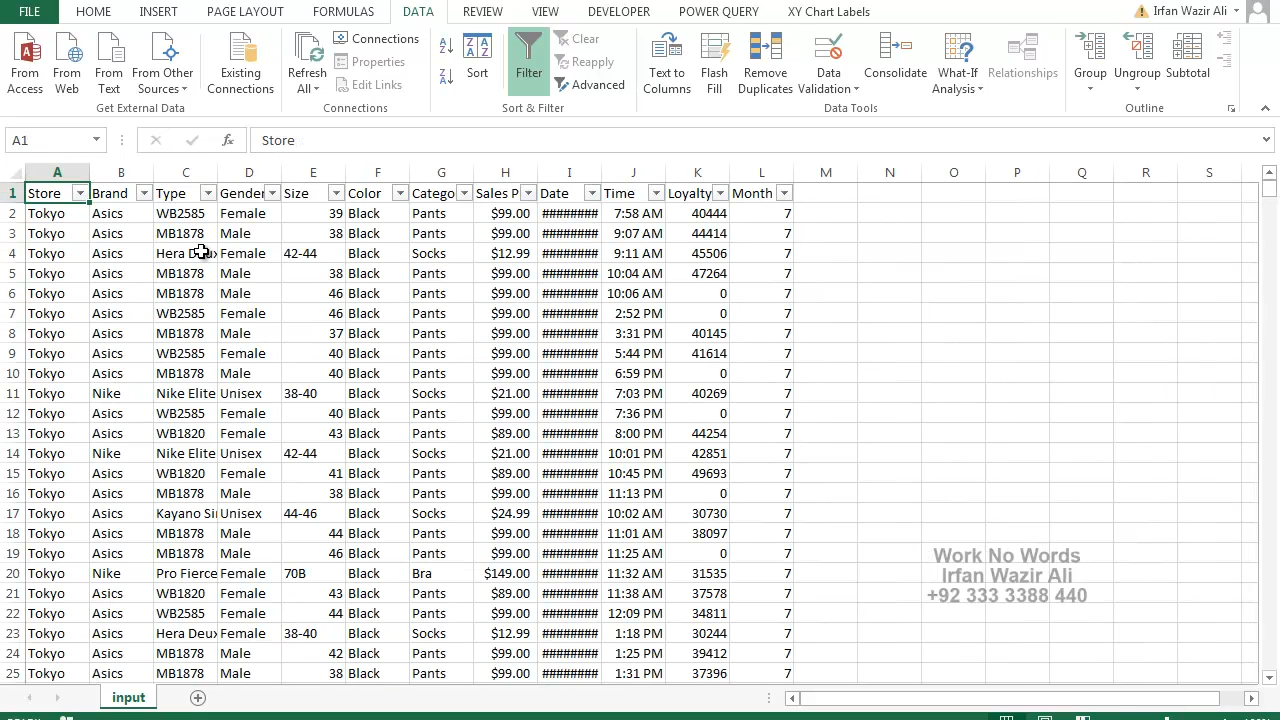 FILE HOME INSERT PAGE LAYOUT FORMULAS DATA REVIEW VIEW DEVELOPER POWER QUERY XY Chart Labels Irfan Wazir Ali
From Access From Web From Text From Other Sources Existing Connections Refresh All Connections Properties Edit Links Sort Filter Clear Reapply Advanced Text to Columns Flash Fill Remove Duplicates Data Validation Consolidate What-If Analysis Relationships Group Ungroup Subtotal
Get External Data Connections Sort & Filter Data Tools Outline
A1 fx Store
A B C D E F G H I J K L M N O P Q R S
1 Store Brand Type Gender Size Color Catego Sales P Date Time Loyalty Month
2 Tokyo Asics WB2585 Female 39 Black Pants $99.00 ######## 7:58 AM 40444 7
3 Tokyo Asics MB1878 Male 38 Black Pants $99.00 ######## 9:07 AM 44414 7
4 Tokyo Asics Hera Deux Female 42-44 Black Socks $12.99 ######## 9:11 AM 45506 7
5 Tokyo Asics MB1878 Male 38 Black Pants $99.00 ######## 10:04 AM 47264 7
6 Tokyo Asics MB1878 Male 46 Black Pants $99.00 ######## 10:06 AM 0 7
7 Tokyo Asics WB2585 Female 46 Black Pants $99.00 ######## 2:52 PM 0 7
8 Tokyo Asics MB1878 Male 37 Black Pants $99.00 ######## 3:31 PM 40145 7
9 Tokyo Asics WB2585 Female 40 Black Pants $99.00 ######## 5:44 PM 41614 7
10 Tokyo Asics MB1878 Male 40 Black Pants $99.00 ######## 6:59 PM 0 7
11 Tokyo Nike Nike Elite Unisex 38-40 Black Socks $21.00 ######## 7:03 PM 40269 7
12 Tokyo Asics WB2585 Female 40 Black Pants $99.00 ######## 7:36 PM 0 7
13 Tokyo Asics WB1820 Female 43 Black Pants $89.00 ######## 8:00 PM 44254 7
14 Tokyo Nike Nike Elite Unisex 42-44 Black Socks $21.00 ######## 10:01 PM 42851 7
15 Tokyo Asics WB1820 Female 41 Black Pants $89.00 ######## 10:45 PM 49693 7
16 Tokyo Asics MB1878 Male 38 Black Pants $99.00 ######## 11:13 PM 0 7
17 Tokyo Asics Kayano Sin Unisex 44-46 Black Socks $24.99 ######## 10:02 AM 30730 7
18 Tokyo Asics MB1878 Male 44 Black Pants $99.00 ######## 11:01 AM 38097 7
19 Tokyo Asics MB1878 Male 46 Black Pants $99.00 ######## 11:25 AM 0 7
20 Tokyo Nike Pro Fierce Female 70B Black Bra $149.00 ######## 11:32 AM 31535 7
21 Tokyo Asics WB1820 Female 43 Black Pants $89.00 ######## 11:38 AM 37578 7
22 Tokyo Asics WB2585 Female 44 Black Pants $99.00 ######## 12:09 PM 34811 7
23 Tokyo Asics Hera Deux Female 38-40 Black Socks $12.99 ######## 1:18 PM 30244 7
24 Tokyo Asics MB1878 Male 42 Black Pants $99.00 ######## 1:25 PM 39412 7
25 Tokyo Asics MB1878 Male 38 Black Pants $99.00 ######## 1:31 PM 37396 7
Work No Words
Irfan Wazir Ali
+92 333 3388 440
input